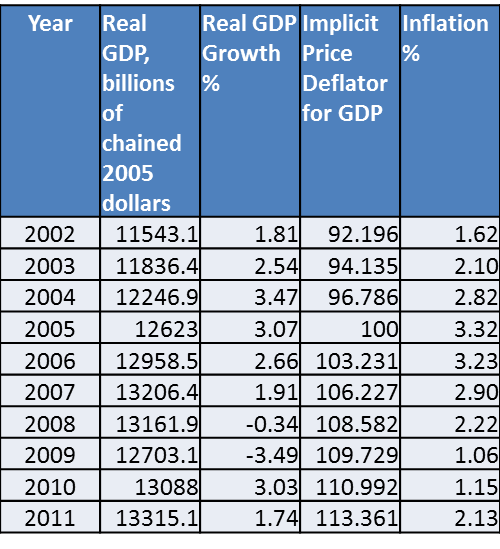 Year Real GDP, billions of chained 2005 dollars Real GDP Growth % Implicit Price Deflator for GDP Inflation %
2002 11543.1 1.81 92.196 1.62
2003 11836.4 2.54 94.135 2.10
2004 12246.9 3.47 96.786 2.82
2005 12623 3.07 100 3.32
2006 12958.5 2.66 103.231 3.23
2007 13206.4 1.91 106.227 2.90
2008 13161.9 -0.34 108.582 2.22
2009 12703.1 -3.49 109.729 1.06
2010 13088 3.03 110.992 1.15
2011 13315.1 1.74 113.361 2.13